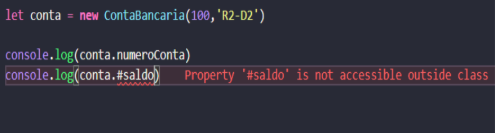 let conta = new ContaBancaria(100,'R2-D2')
console.log(conta.numeroConta)
console.log(conta.#saldo) Property '#saldo' is not accessible outside class